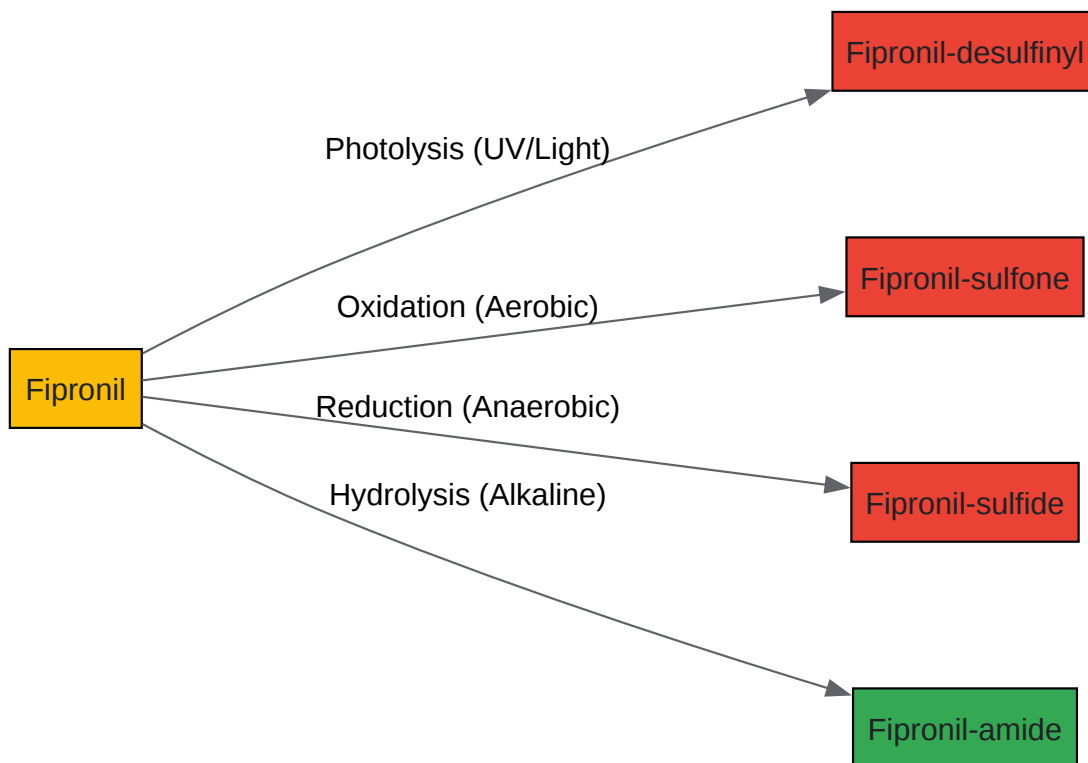 Fipronil-desulfinyl
Photolysis (UV/Light)
Fipronil-sulfone
Oxidation (Aerobic)
Fipronil
Reduction (Anaerobic)
Hydrolysis (Alkaline)
Fipronil-sulfide
Fipronil-amide